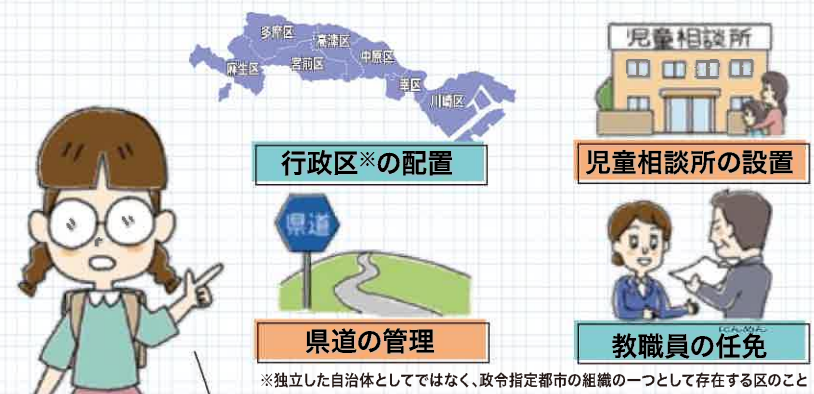 多摩区
高津区
中原区
麻生区
宮前区
幸区
川崎区
児童相談所
行政区※の配置
児童相談所の設置
県道
県道の管理
にんめん
教職員の任免
※独立した自治体としてではなく、政令指定都市の組織の一つとして存在する区のこと